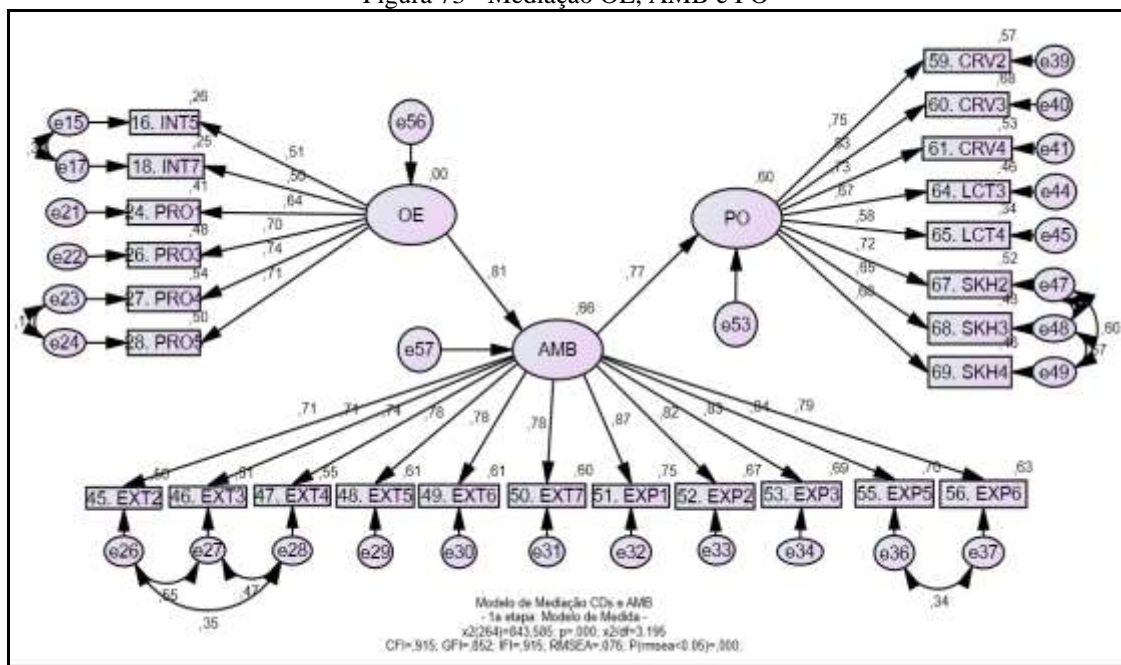 Figura 73 - Mediação OE, AMB e PO
,26
e15 16. INT5
,25
e17 18. INT7
,41
e21 24. PRO1
,48
e22 26. PRO3
,54
e23 27. PRO4
,50
e24 28. PRO5
,51
,50
,64
,70
,74
,71
e56
,00
OE
,81
,57
59. CRV2 e39
,68
60. CRV3 e40
,53
61. CRV4 e41
,46
64. LCT3 e44
,34
65. LCT4 e45
,52
67. SKH2 e47
68. SKH3 e48
69. SKH4 e49
,60
,57
,75
,83
,73
,67
,58
,72
,65
,68
,60
PO
,77
e53
,66
e57 AMB
,71 ,71 ,74 ,78 ,78 ,78 ,87 ,82 ,83 ,84 ,79
,50 ,51 ,55 ,61 ,61 ,60 ,75 ,67 ,69 ,70 ,63
45. EXT2 46. EXT3 47. EXT4 48. EXT5 49. EXT6 50. EXT7 51. EXP1 52. EXP2 53. EXP3 55. EXP5 56. EXP6
e26 e27 e28 e29 e30 e31 e32 e33 e34 e36 e37
,65 ,47 ,34
,35
Modelo de Mediação CDs e AMB
- 1a etapa: Modelo de Medida -
x2(264)=843,585; p=,000; x2/df=3,195
CFI=,915; GFI=,852; IFI=,915; RMSEA=,076; P(rmsea<0.05)=,000;